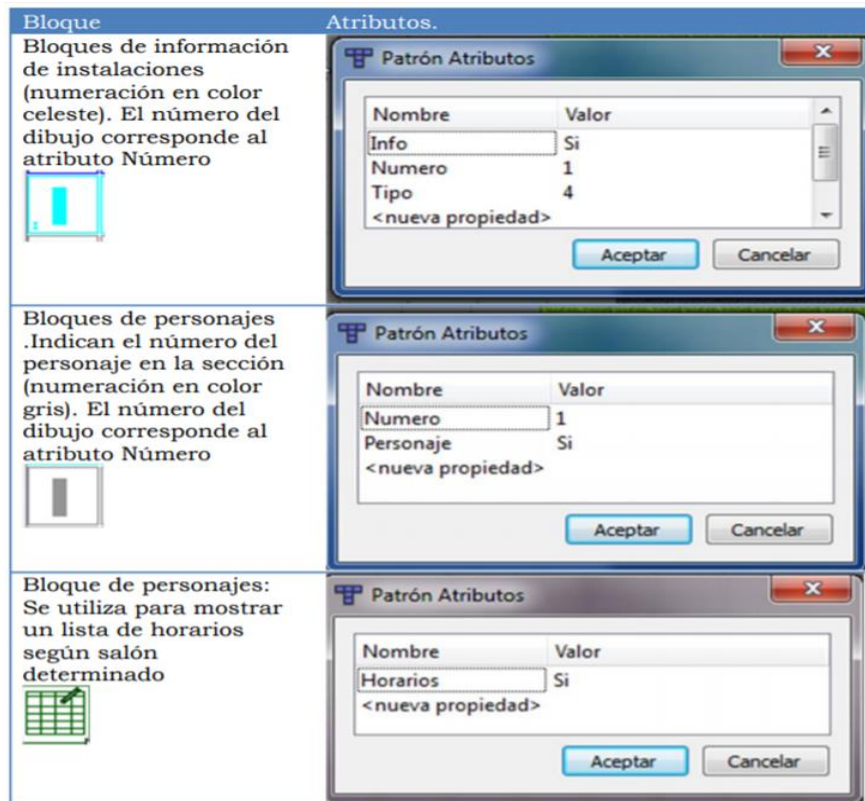 Bloque Atributos.
Bloques de información
de instalaciones
(numeración en color
celeste). El número del
dibujo corresponde al
atributo Número
Patrón Atributos
Nombre Valor
Info Si
Numero 1
Tipo 4
<nueva propiedad>
Aceptar Cancelar
Bloques de personajes
.Indican el número del
personaje en la sección
(numeración en color
gris). El número del
dibujo corresponde al
atributo Número
Patrón Atributos
Nombre Valor
Numero 1
Personaje Si
<nueva propiedad>
Aceptar Cancelar
Bloque de personajes:
Se utiliza para mostrar
un lista de horarios
según salón
determinado
Patrón Atributos
Nombre Valor
Horarios Si
<nueva propiedad>
Aceptar Cancelar